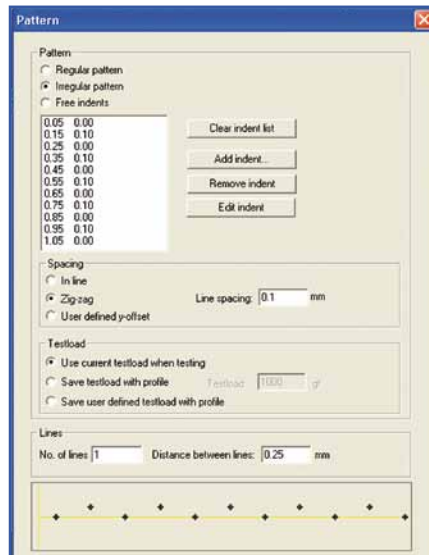 Pattern
Pattern
Regular pattern
Irregular pattern
Free indents
0.05 0.00
0.15 0.10
0.25 0.00
0.35 0.10
0.45 0.00
0.55 0.10
0.65 0.00
0.75 0.10
0.85 0.00
0.95 0.10
1.05 0.00
Clear indent list
Add indent...
Remove indent
Edit indent
Spacing
In line
Zig-zag
Line spacing: 0.1 mm
User defined y-offset
Testload
Use current testload when testing
Save testload with profile Testload: 1000 gf
Save user defined testload with profile
Lines
No. of lines 1 Distance between lines: 0.25 mm